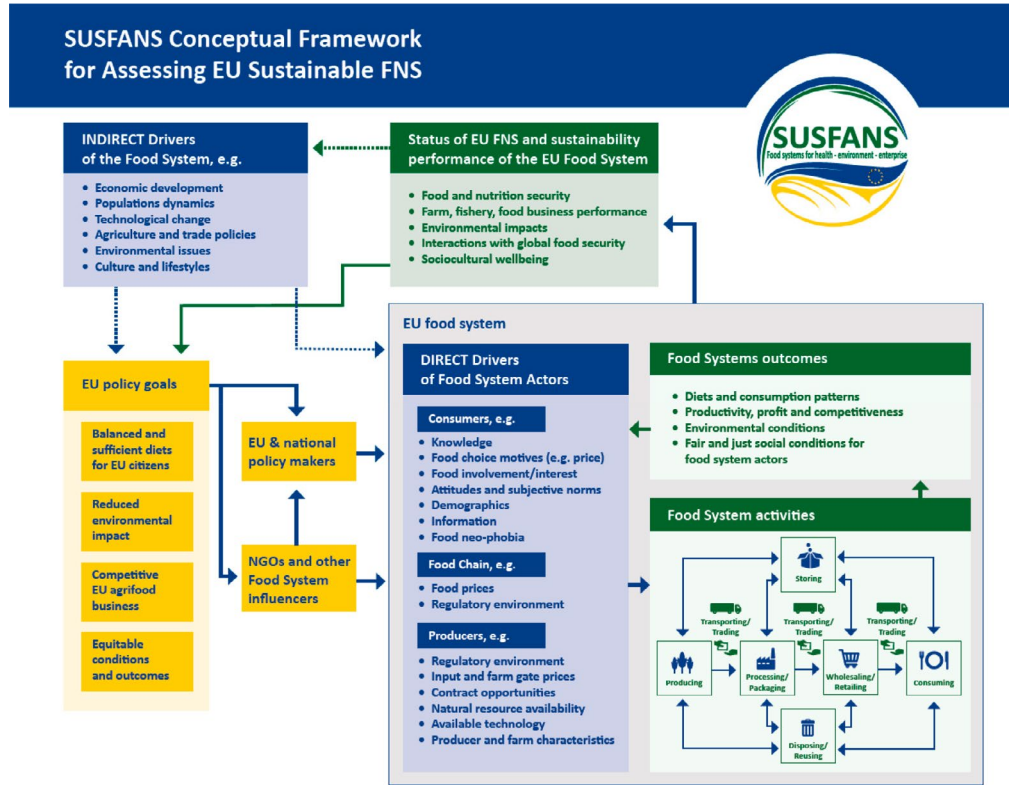 SUSFANS Conceptual Framework
for Assessing EU Sustainable FNS
SUSFANS
Food systems for health - environment - enterprise
INDIRECT Drivers
of the Food System, e.g.
• Economic development
• Populations dynamics
• Technological change
• Agriculture and trade policies
• Environmental issues
• Culture and lifestyles
Status of EU FNS and sustainability
performance of the EU Food System
• Food and nutrition security
• Farm, fishery, food business performance
• Environmental impacts
• Interactions with global food security
• Sociocultural wellbeing
EU policy goals
Balanced and
sufficient diets
for EU citizens
Reduced
environmental
impact
Competitive
EU agrifood
business
Equitable
conditions
and outcomes
EU & national
policy makers
NGOs and other
Food System
influencers
EU food system
DIRECT Drivers
of Food System Actors
Consumers, e.g.
• Knowledge
• Food choice motives (e.g. price)
• Food involvement/interest
• Attitudes and subjective norms
• Demographics
• Information
• Food neo-phobia
Food Chain, e.g.
• Food prices
• Regulatory environment
Producers, e.g.
• Regulatory environment
• Input and farm gate prices
• Contract opportunities
• Natural resource availability
• Available technology
• Producer and farm characteristics
Food Systems outcomes
• Diets and consumption patterns
• Productivity, profit and competitiveness
• Environmental conditions
• Fair and just social conditions for
food system actors
Food System activities
Storing
Transporting/
Trading
Transporting/
Trading
Transporting/
Trading
Producing
Processing/
Packaging
Wholesaling/
Retailing
Consuming
Disposing/
Reusing